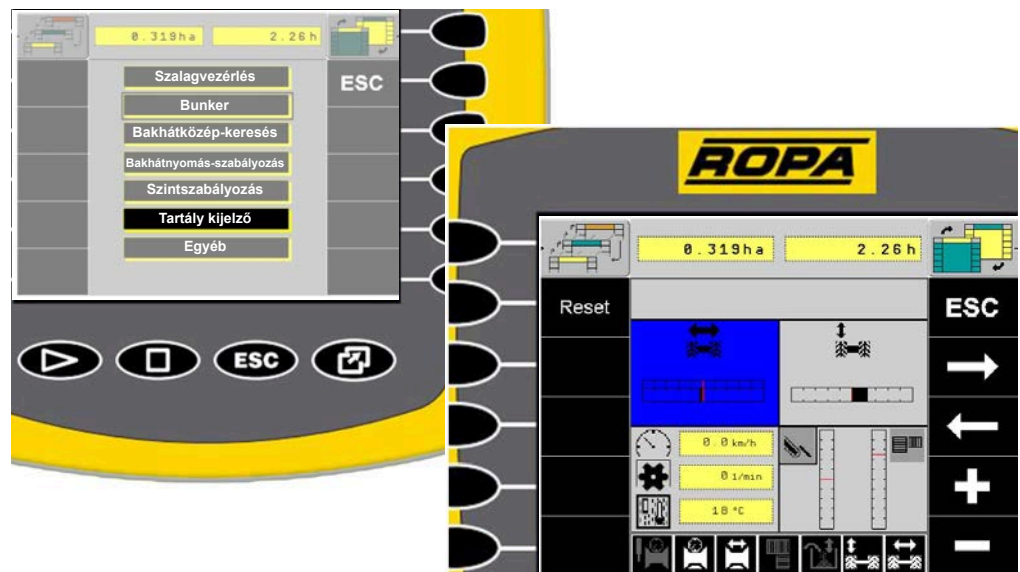 0.319ha 2.26h
Szalagvezérlés
ESC
Bunker
Bakhátközép-keresés
Bakhátnyomás-szabályozás
Szintszabályozás
Tartály kijelző
Egyéb
ESC
ROPA
0.319ha 2.26h
Reset
ESC
0.0 km/h
0 1/min
18 °C